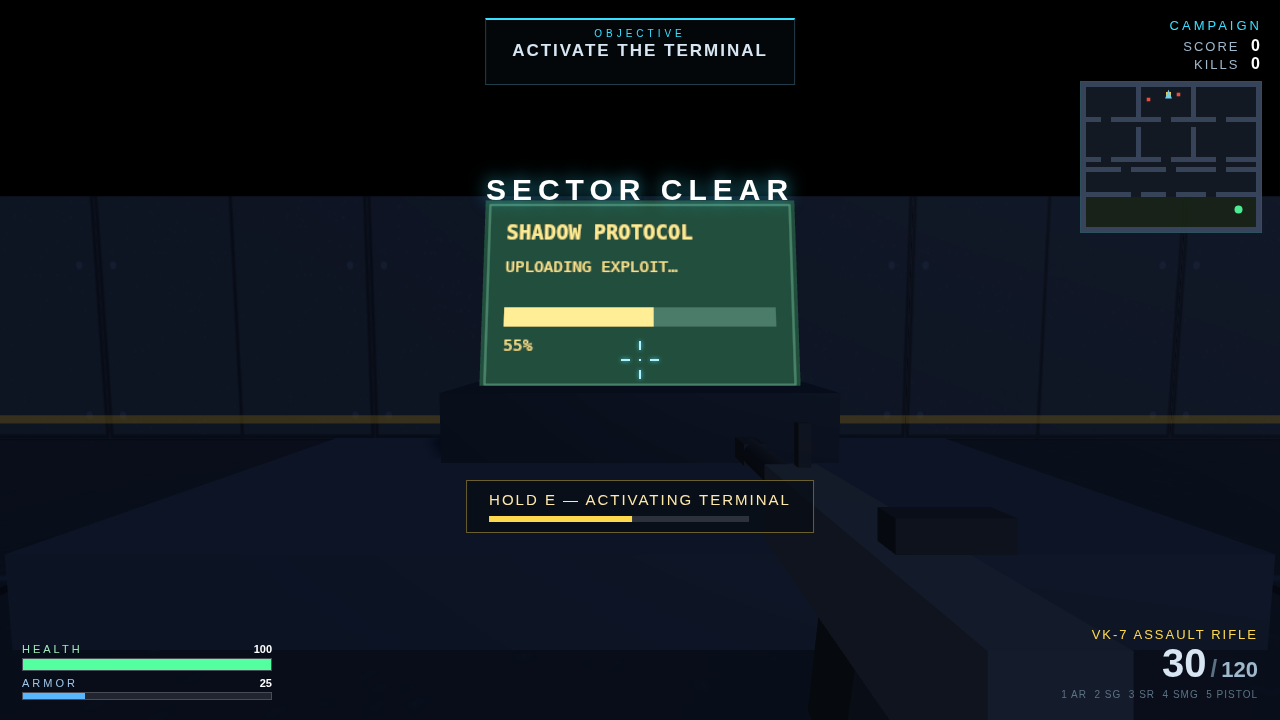 OBJECTIVE
ACTIVATE THE TERMINAL
CAMPAIGN
SCORE 0
KILLS 0
SECTOR CLEAR
SHADOW PROTOCOL
UPLOADING EXPLOIT…
55%
HOLD E — ACTIVATING TERMINAL
HEALTH 100
ARMOR 25
VK-7 ASSAULT RIFLE
30 / 120
1 AR 2 SG 3 SR 4 SMG 5 PISTOL